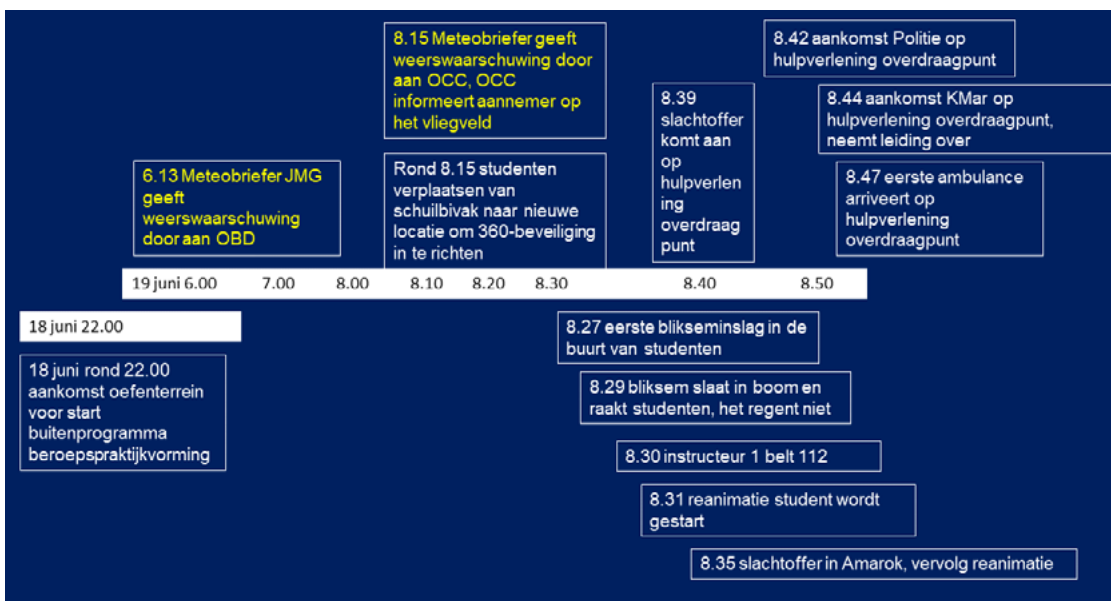 8.15 Meteobriefer geeft
weerswaarschuwing door
aan OCC, OCC
informeert aannemer op
het vliegveld
8.42 aankomst Politie op
hulpverlening overdraagpunt
8.39
slachtoffer
komt aan
op
hulpverlen
ing
overdraag
punt
8.44 aankomst KMar op
hulpverlening overdraagpunt,
neemt leiding over
6.13 Meteobriefer JMG
geeft
weerswaarschuwing
door aan OBD
Rond 8.15 studenten
verplaatsen van
schuilbivak naar nieuwe
locatie om 360-beveiliging
in te richten
8.47 eerste ambulance
arriveert op
hulpverlening
overdraagpunt
19 juni 6.00 7.00 8.00 8.10 8.20 8.30 8.40 8.50
18 juni 22.00
18 juni rond 22.00
aankomst oefenterrein
voor start
buitenprogramma
beroepspraktijkvorming
8.27 eerste blikseminslag in de
buurt van studenten
8.29 bliksem slaat in boom en
raakt studenten, het regent niet
8.30 instructeur 1 belt 112
8.31 reanimatie student wordt
gestart
8.35 slachtoffer in Amarok, vervolg reanimatie